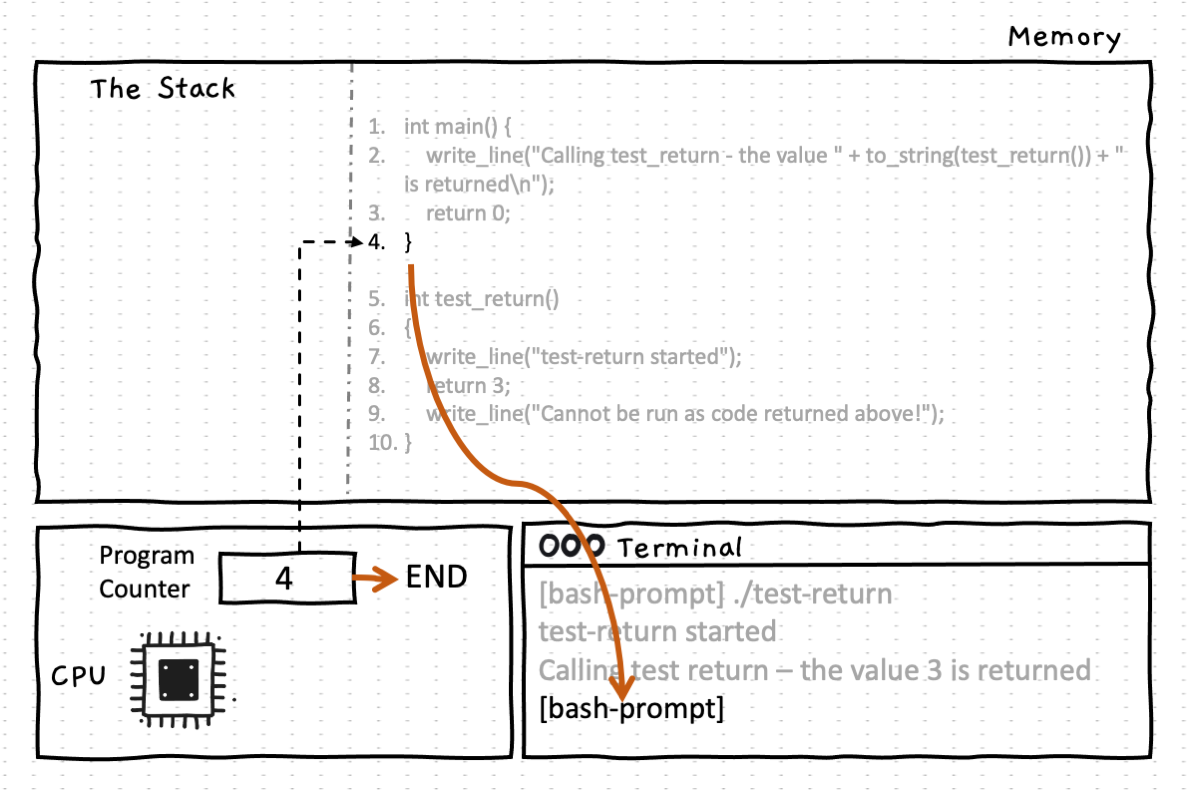 Memory
The Stack
1. int main() {
2. write_line("Calling test_return - the value " + to_string(test_return()) + "
is returned\n");
3. return 0;
4. }
5. int test_return()
6. {
7. write_line("test-return started");
8. return 3;
9. write_line("Cannot be run as code returned above!");
10. }
Program
Counter
4
END
CPU
Terminal
[bash-prompt] ./test-return
test-return started
Calling test return – the value 3 is returned
[bash-prompt]